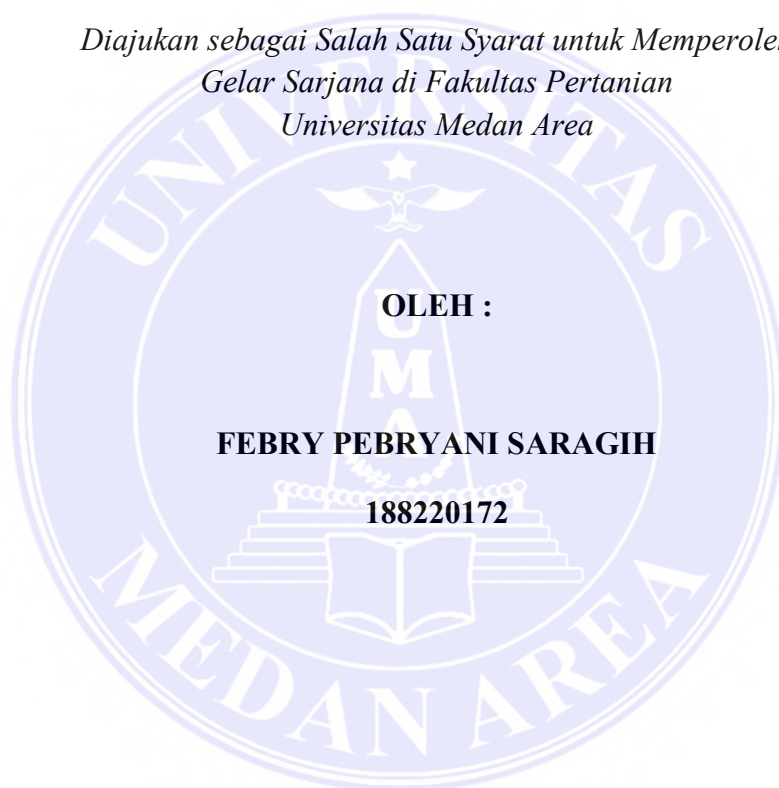 Diajukan sebagai Salah Satu Syarat untuk Memperoleh
Gelar Sarjana di Fakultas Pertanian
Universitas Medan Area
UNIVERSITAS
OLEH :
UMA
FEBRY PEBRYANI SARAGIH
188220172
MEDAN AREA